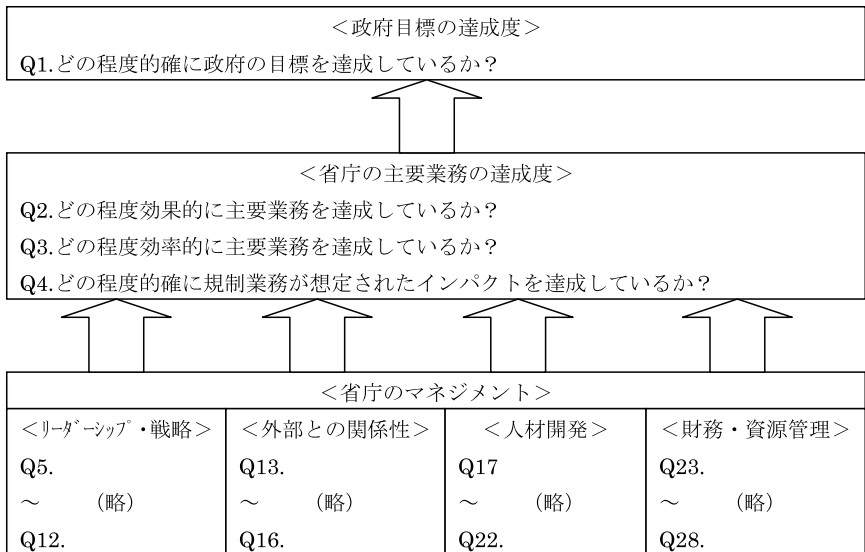 ＜政府目標の達成度＞
Q1.どの程度的確に政府の目標を達成しているか？
＜省庁の主要業務の達成度＞
Q2.どの程度効果的に主要業務を達成しているか？
Q3.どの程度効率的に主要業務を達成しているか？
Q4.どの程度的確に規制業務が想定されたインパクトを達成しているか？
＜省庁のマネジメント＞
＜ﾘｰﾀﾞｰｼｯﾌﾟ・戦略＞
Q5.
～　（略）
Q12.
＜外部との関係性＞
Q13.
～　（略）
Q16.
＜人材開発＞
Q17
～　（略）
Q22.
＜財務・資源管理＞
Q23.
～　（略）
Q28.